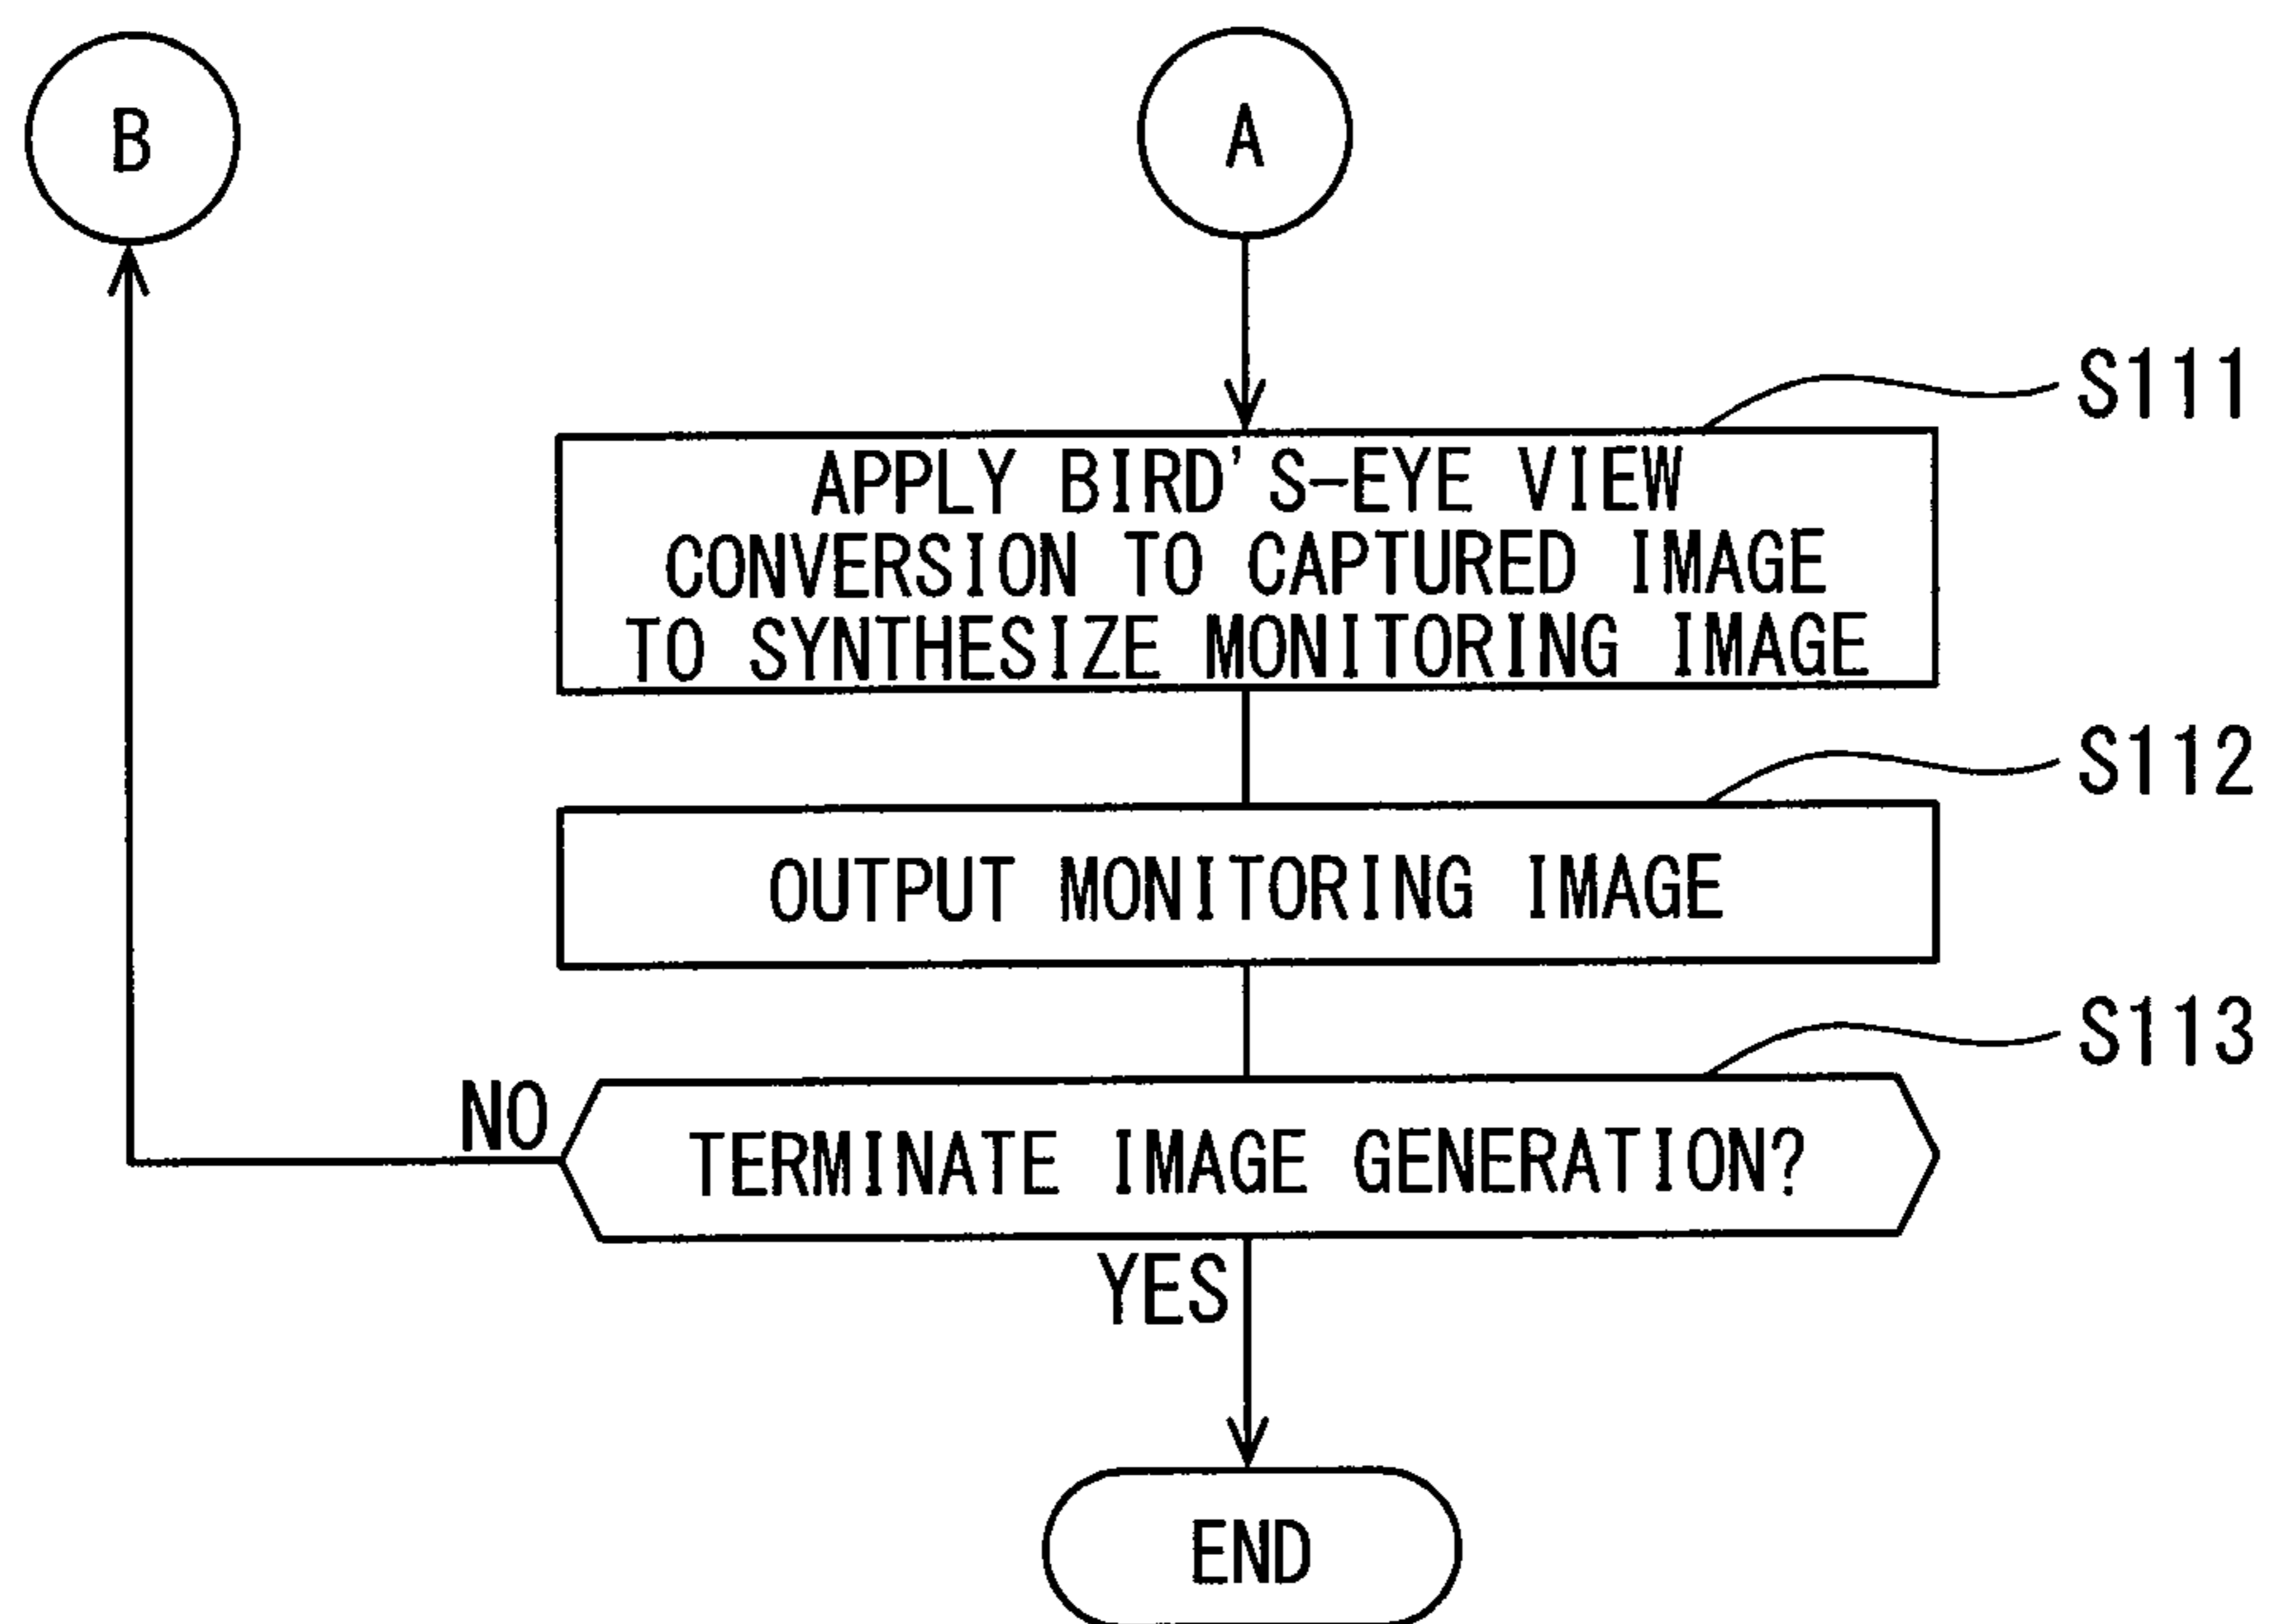 B
A
S111
APPLY BIRD'S-EYE VIEW
CONVERSION TO CAPTURED IMAGE
TO SYNTHESIZE MONITORING IMAGE
S112
OUTPUT MONITORING IMAGE
S113
NO
TERMINATE IMAGE GENERATION?
YES
END